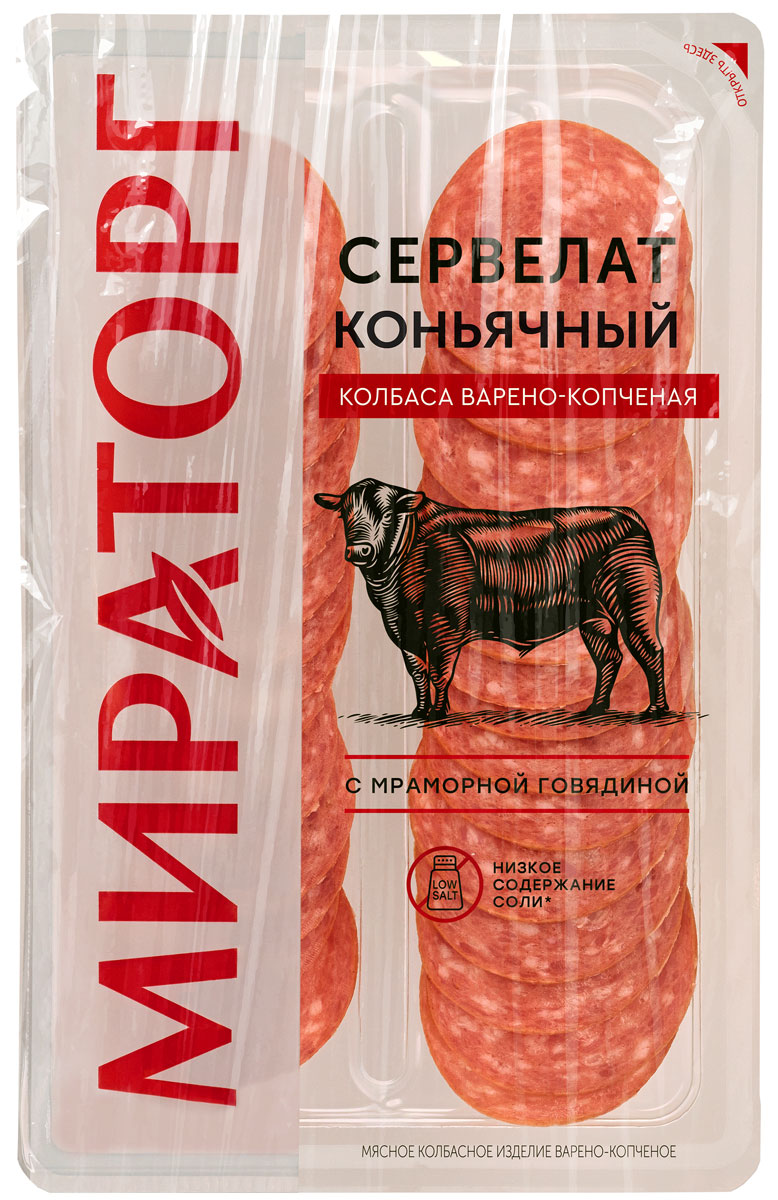 ОТКРЫТЬ ЗДЕСЬ
МИРАТОРГ
СЕРВЕЛАТ
КОНЬЯЧНЫЙ
КОЛБАСА ВАРЕНО-КОПЧЕНАЯ
С МРАМОРНОЙ ГОВЯДИНОЙ
LOW
SALT
НИЗКОЕ
СОДЕРЖАНИЕ
СОЛИ*
МЯСНОЕ КОЛБАСНОЕ ИЗДЕЛИЕ ВАРЕНО-КОПЧЕНОЕ